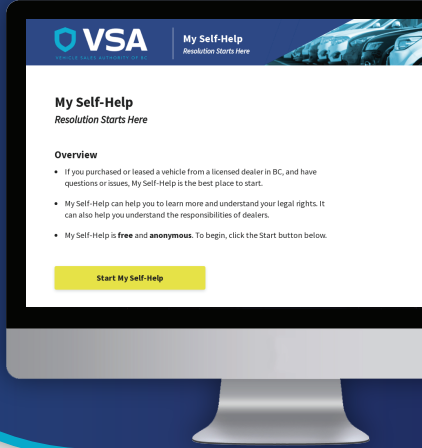 VSA
VEHICLE SALES AUTHORITY OF BC
My Self-Help
Resolution Starts Here
My Self-Help
Resolution Starts Here
Overview
• If you purchased or leased a vehicle from a licensed dealer in BC, and have
questions or issues, My Self-Help is the best place to start.
• My Self-Help can help you to learn more and understand your legal rights. It
can also help you understand the responsibilities of dealers.
• My Self-Help is free and anonymous. To begin, click the Start button below.
Start My Self-Help